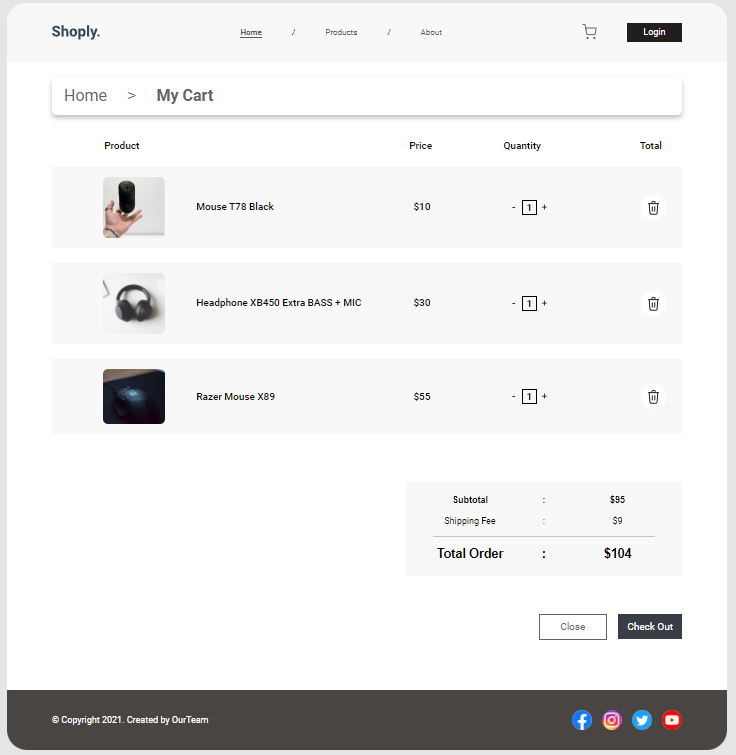 Shoply.
Home / Products / About
Login
Home > My Cart
Product Price Quantity Total
Mouse T78 Black $10 - 1 +
Headphone XB450 Extra BASS + MIC $30 - 1 +
Razer Mouse X89 $55 - 1 +
Subtotal : $95
Shipping Fee : $9
Total Order : $104
Close Check Out
© Copyright 2021. Created by OurTeam